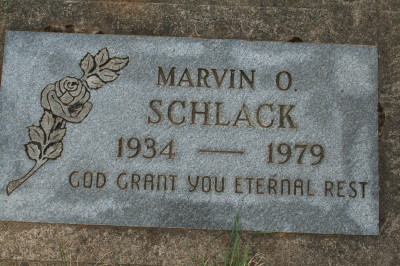 MARVIN O.
SCHLACK
1934 — 1979
GOD GRANT YOU ETERNAL REST